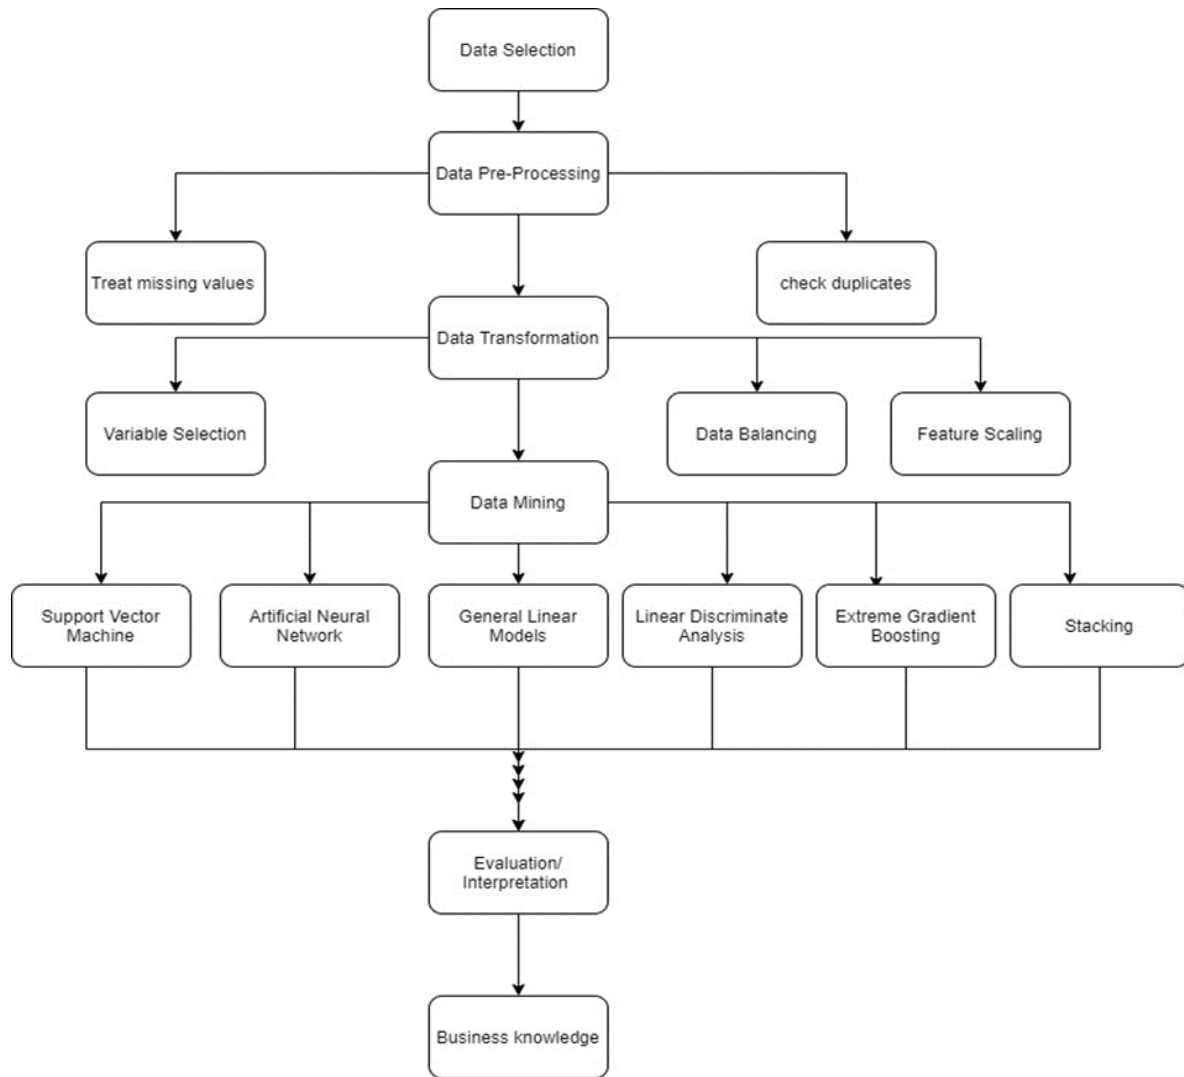 Data Selection
Data Pre-Processing
Treat missing values
check duplicates
Data Transformation
Variable Selection
Data Balancing
Feature Scaling
Data Mining
Support Vector
Machine
Artificial Neural
Network
General Linear
Models
Linear Discriminate
Analysis
Extreme Gradient
Boosting
Stacking
Evaluation/
Interpretation
Business knowledge